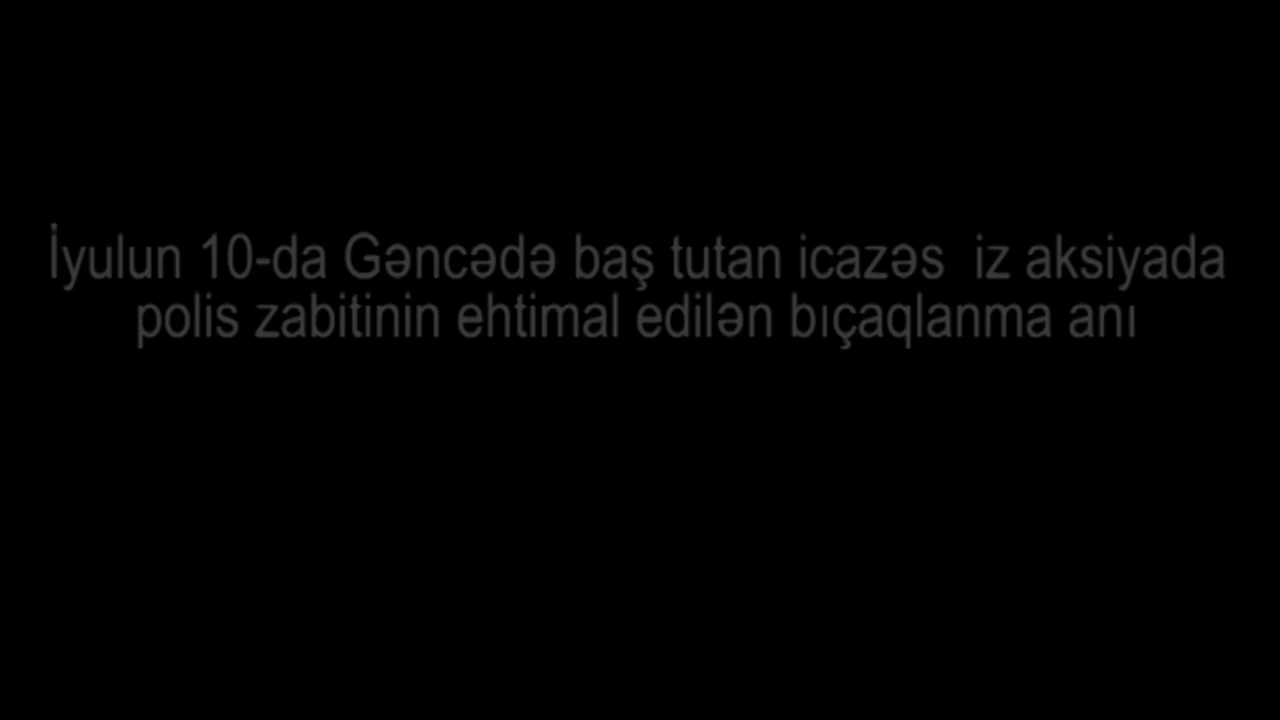 İyulun 10-da Gəncədə baş tutan icazəs  iz aksiyada
polis zabitinin ehtimal edilən bıçaqlanma anı